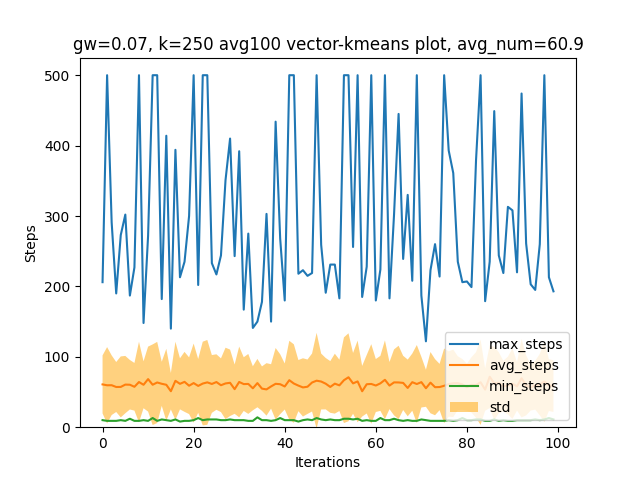 gw=0.07, k=250 avg100 vector-kmeans plot, avg_num=60.9
Steps
500
400
300
200
100
0
max_steps
avg_steps
min_steps
std
0 20 40 60 80 100
Iterations